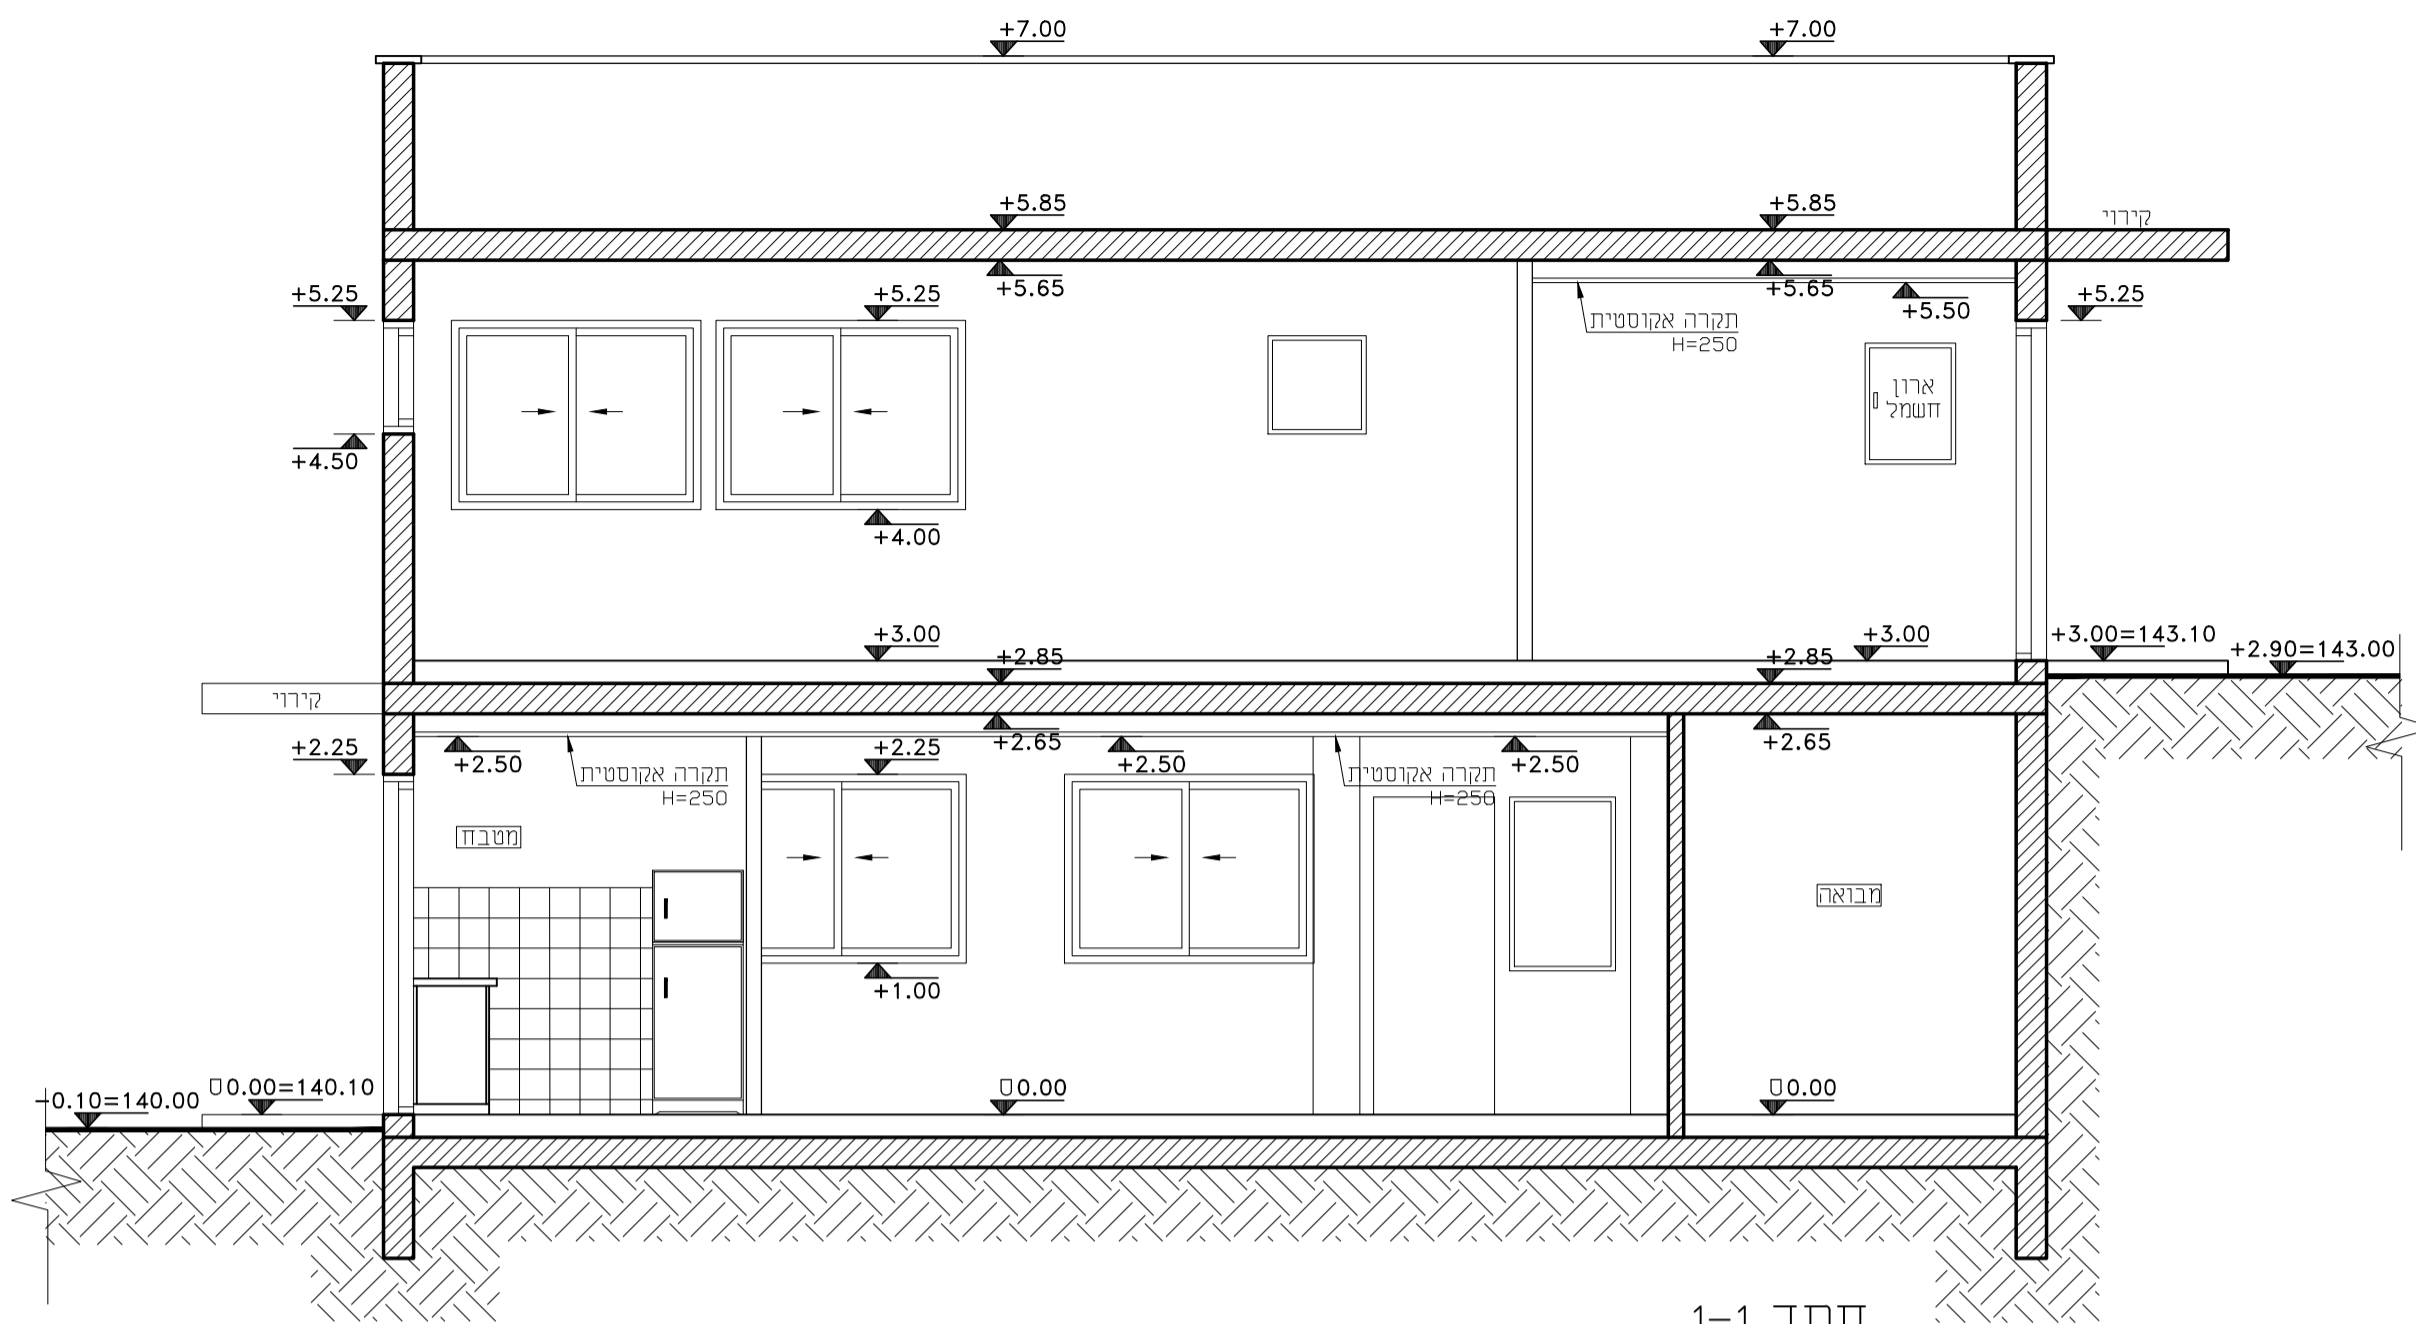 +7.00
+7.00
+5.85
+5.85
קירוי
+5.65
+5.65
+5.25
+5.25
+5.50
+5.25
תקרה אקוסטית
H=250
ארון
חשמל
+4.50
+4.00
+3.00
+3.00
+3.00=143.10
+2.90=143.00
+2.85
+2.85
קירוי
+2.65
+2.65
+2.25
+2.50
+2.25
+2.50
+2.50
תקרה אקוסטית
H=250
תקרה אקוסטית
H=250
מטבח
מבואה
+1.00
-0.10=140.00
0.00=140.10
0.00
0.00
חתך 1-1